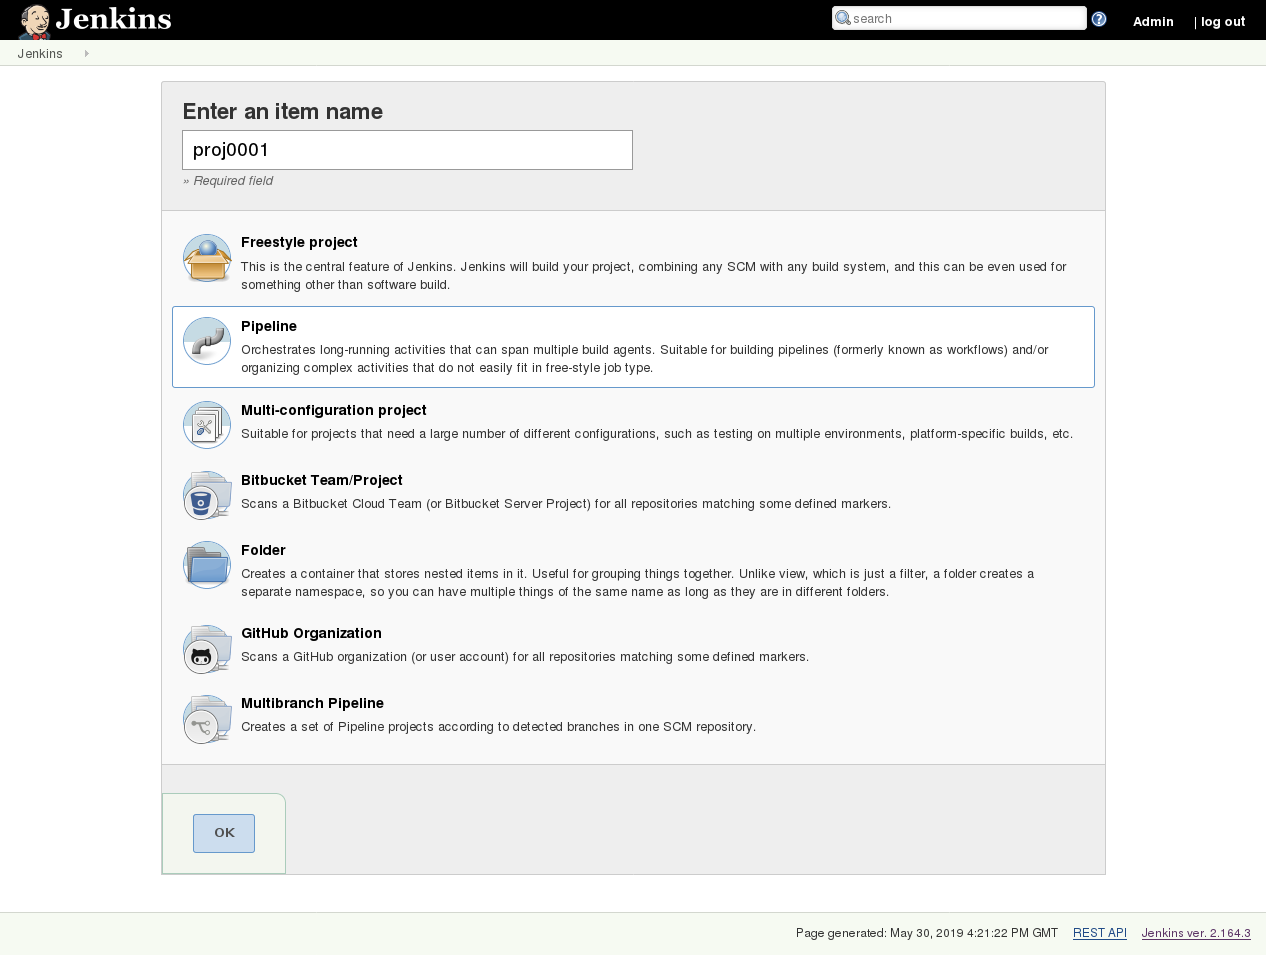 Jenkins
search
Admin
| log out
Jenkins
Enter an item name
proj0001
» Required field
Freestyle project
This is the central feature of Jenkins. Jenkins will build your project, combining any SCM with any build system, and this can be even used for
something other than software build.
Pipeline
Orchestrates long-running activities that can span multiple build agents. Suitable for building pipelines (formerly known as workflows) and/or
organizing complex activities that do not easily fit in free-style job type.
Multi-configuration project
Suitable for projects that need a large number of different configurations, such as testing on multiple environments, platform-specific builds, etc.
Bitbucket Team/Project
Scans a Bitbucket Cloud Team (or Bitbucket Server Project) for all repositories matching some defined markers.
Folder
Creates a container that stores nested items in it. Useful for grouping things together. Unlike view, which is just a filter, a folder creates a
separate namespace, so you can have multiple things of the same name as long as they are in different folders.
GitHub Organization
Scans a GitHub organization (or user account) for all repositories matching some defined markers.
Multibranch Pipeline
Creates a set of Pipeline projects according to detected branches in one SCM repository.
OK
Page generated: May 30, 2019 4:21:22 PM GMT
REST API
Jenkins ver. 2.164.3